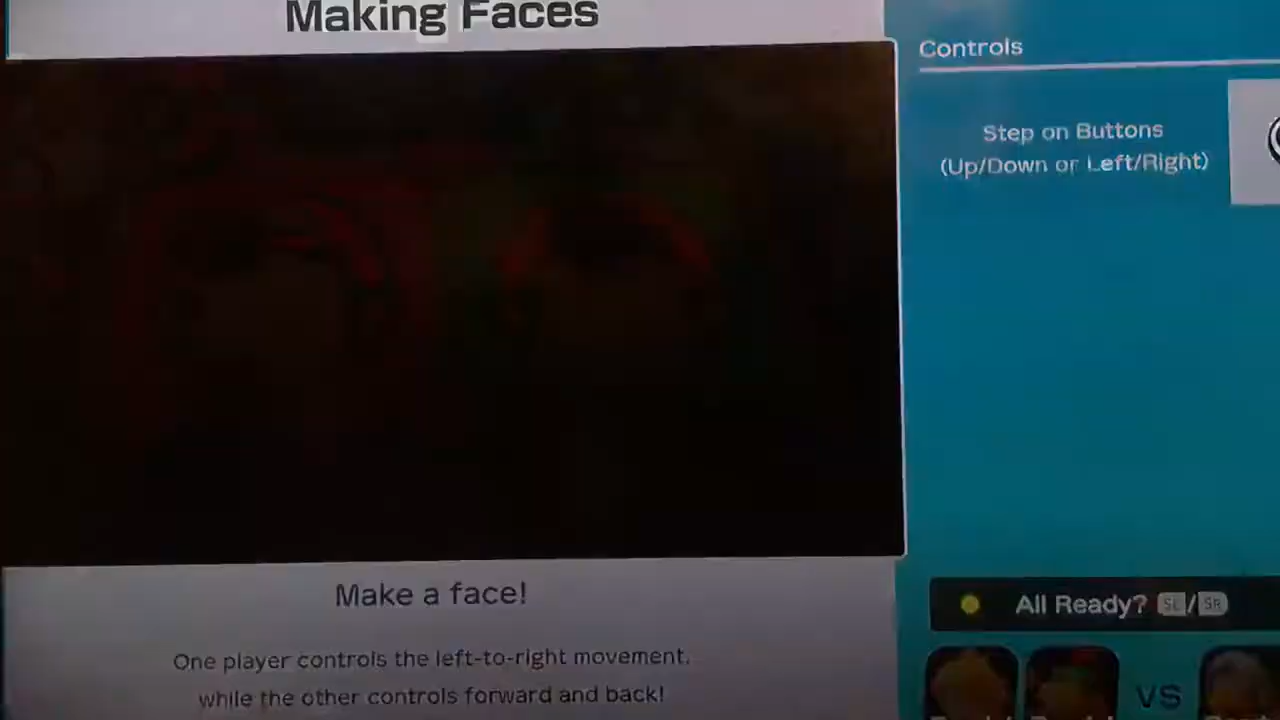 Making Faces
Controls
Step on Buttons
(Up/Down or Left/Right)
Make a face!
One player controls the left-to-right movement,
while the other controls forward and back!
All Ready? SL/SR
VS